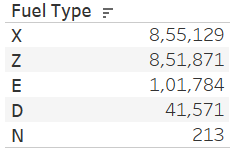 Fuel Type
X 8,55,129
Z 8,51,871
E 1,01,784
D 41,571
N 213